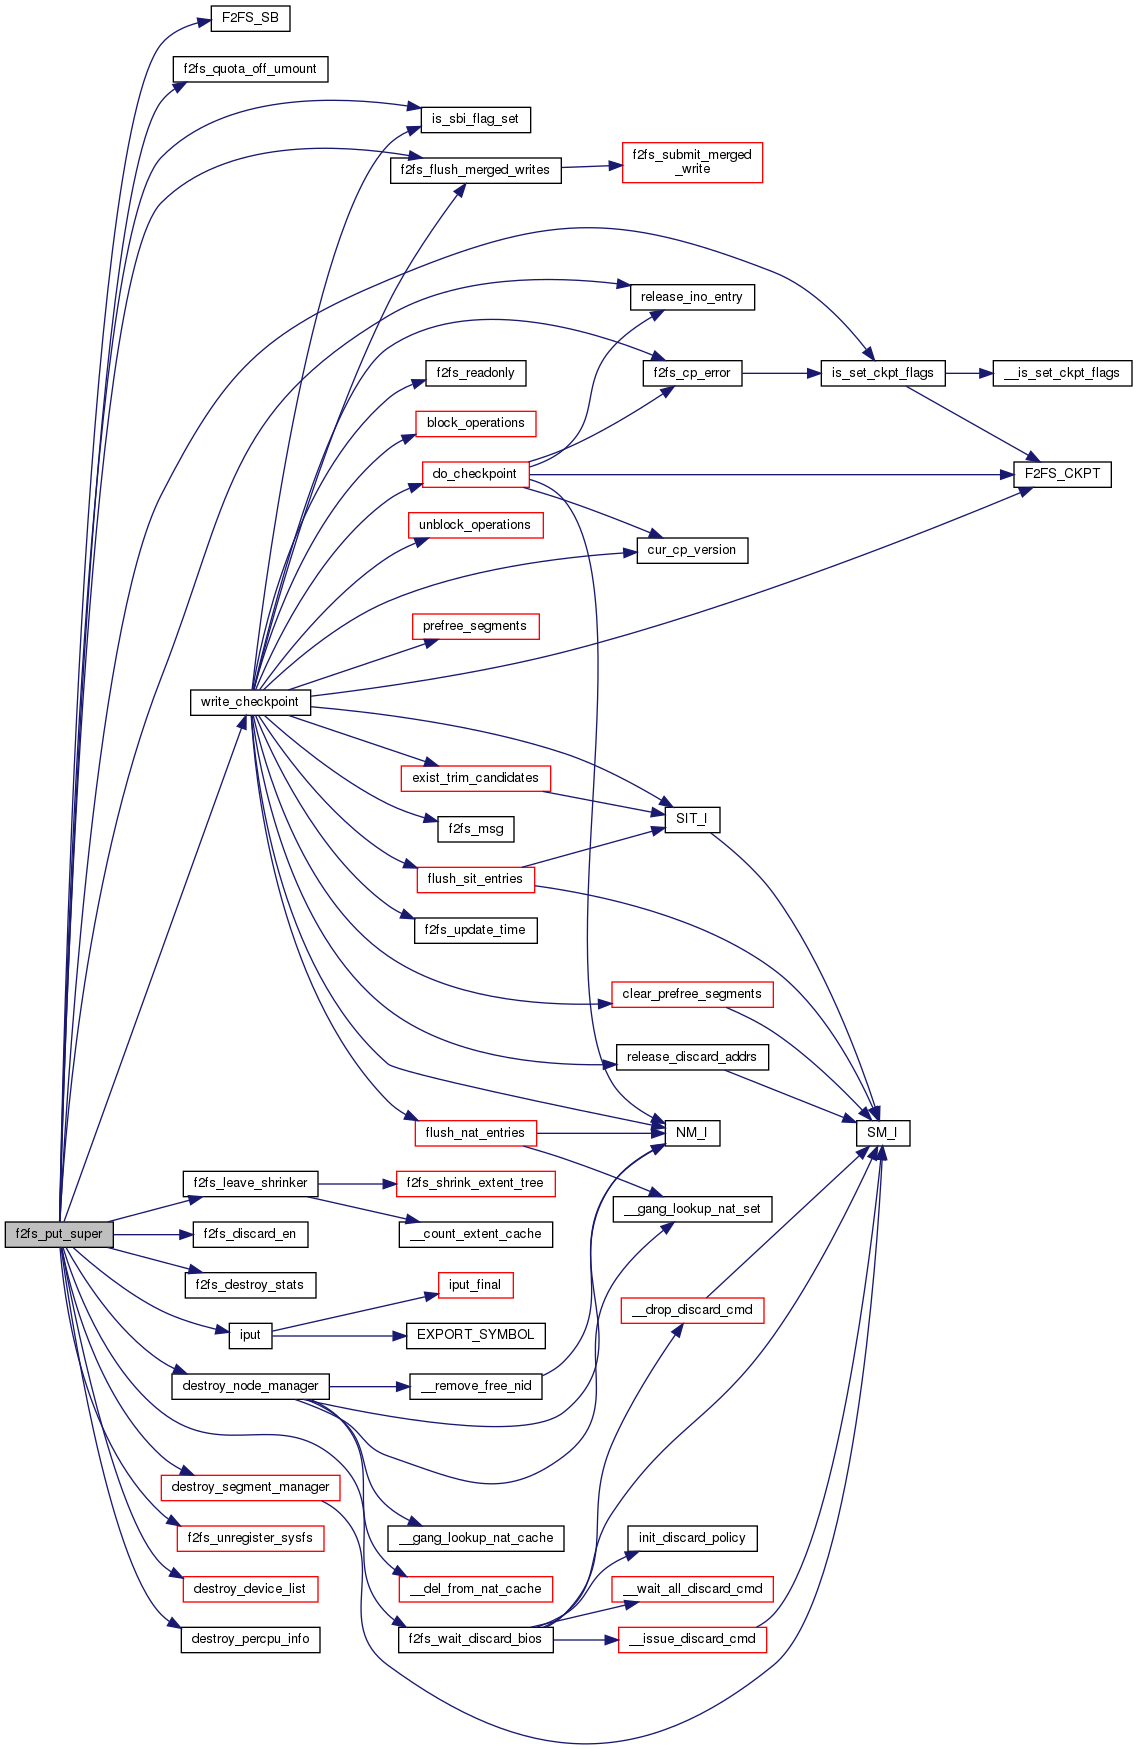 F2FS_SB
f2fs_quota_off_umount
is_sbi_flag_set
f2fs_flush_merged_writes
f2fs_submit_merged
_write
release_ino_entry
f2fs_readonly
f2fs_cp_error
is_set_ckpt_flags
__is_set_ckpt_flags
block_operations
do_checkpoint
F2FS_CKPT
unblock_operations
cur_cp_version
prefree_segments
write_checkpoint
exist_trim_candidates
SIT_I
f2fs_msg
flush_sit_entries
f2fs_update_time
clear_prefree_segments
release_discard_addrs
flush_nat_entries
NM_I
SM_I
f2fs_leave_shrinker
f2fs_shrink_extent_tree
__gang_lookup_nat_set
f2fs_put_super
f2fs_discard_en
__count_extent_cache
f2fs_destroy_stats
iput_final
__drop_discard_cmd
iput
EXPORT_SYMBOL
destroy_node_manager
__remove_free_nid
destroy_segment_manager
f2fs_unregister_sysfs
__gang_lookup_nat_cache
init_discard_policy
destroy_device_list
__del_from_nat_cache
__wait_all_discard_cmd
destroy_percpu_info
f2fs_wait_discard_bios
__issue_discard_cmd